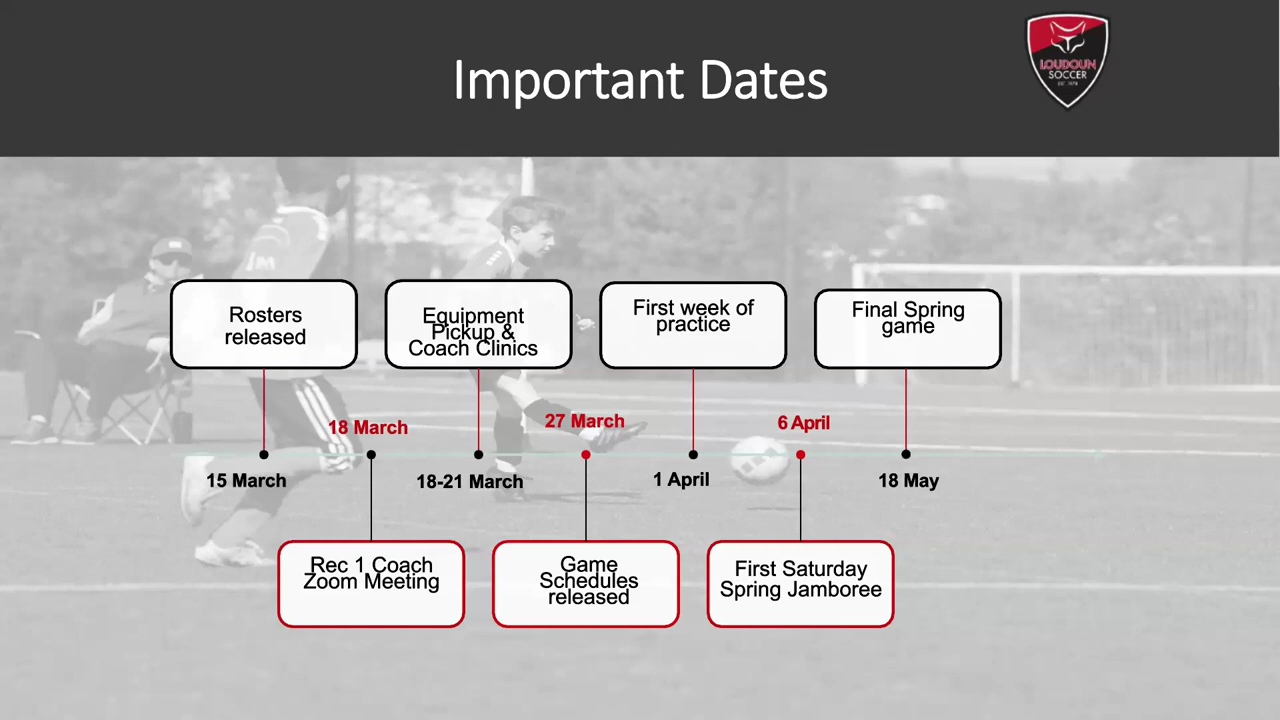 Important Dates
LOUDOUN
SOCCER
Rosters
released
Equipment
Pickup &
Coach Clinics
First week of
practice
Final Spring
game
18 March
27 March
6 April
15 March
18-21 March
1 April
18 May
Rec 1 Coach
Zoom Meeting
Game
Schedules
released
First Saturday
Spring Jamboree